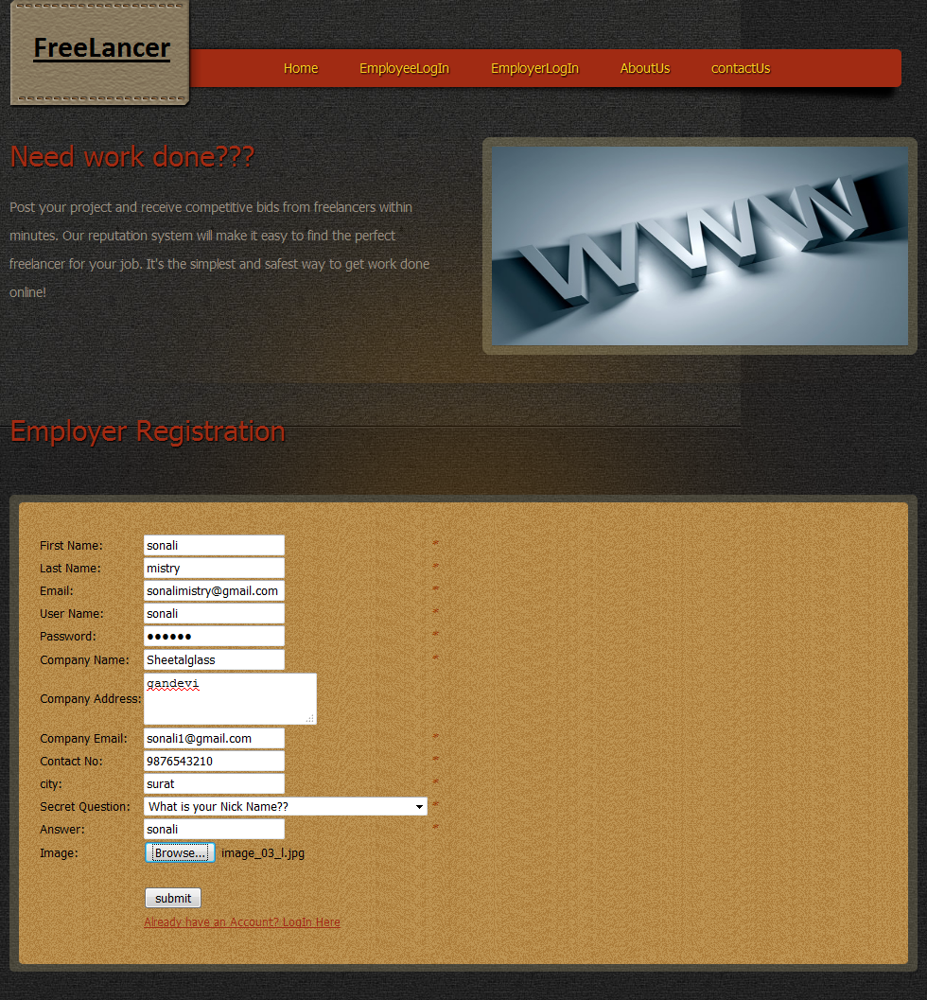 FreeLancer
Home EmployeeLogIn EmployerLogIn AboutUs contactUs
Need work done???
Post your project and receive competitive bids from freelancers within
minutes. Our reputation system will make it easy to find the perfect
freelancer for your job. It's the simplest and safest way to get work done
online!
WWW
Employer Registration
First Name: sonali *
Last Name: mistry *
Email: sonalimistry@gmail.com *
User Name: sonali *
Password: ●●●●●● *
Company Name: Sheetalglass *
Company Address: gandevi
Company Email: sonali1@gmail.com *
Contact No: 9876543210 *
city: surat *
Secret Question: What is your Nick Name?? *
Answer: sonali *
Image: Browse... image_03_l.jpg
submit
Already have an Account? LogIn Here